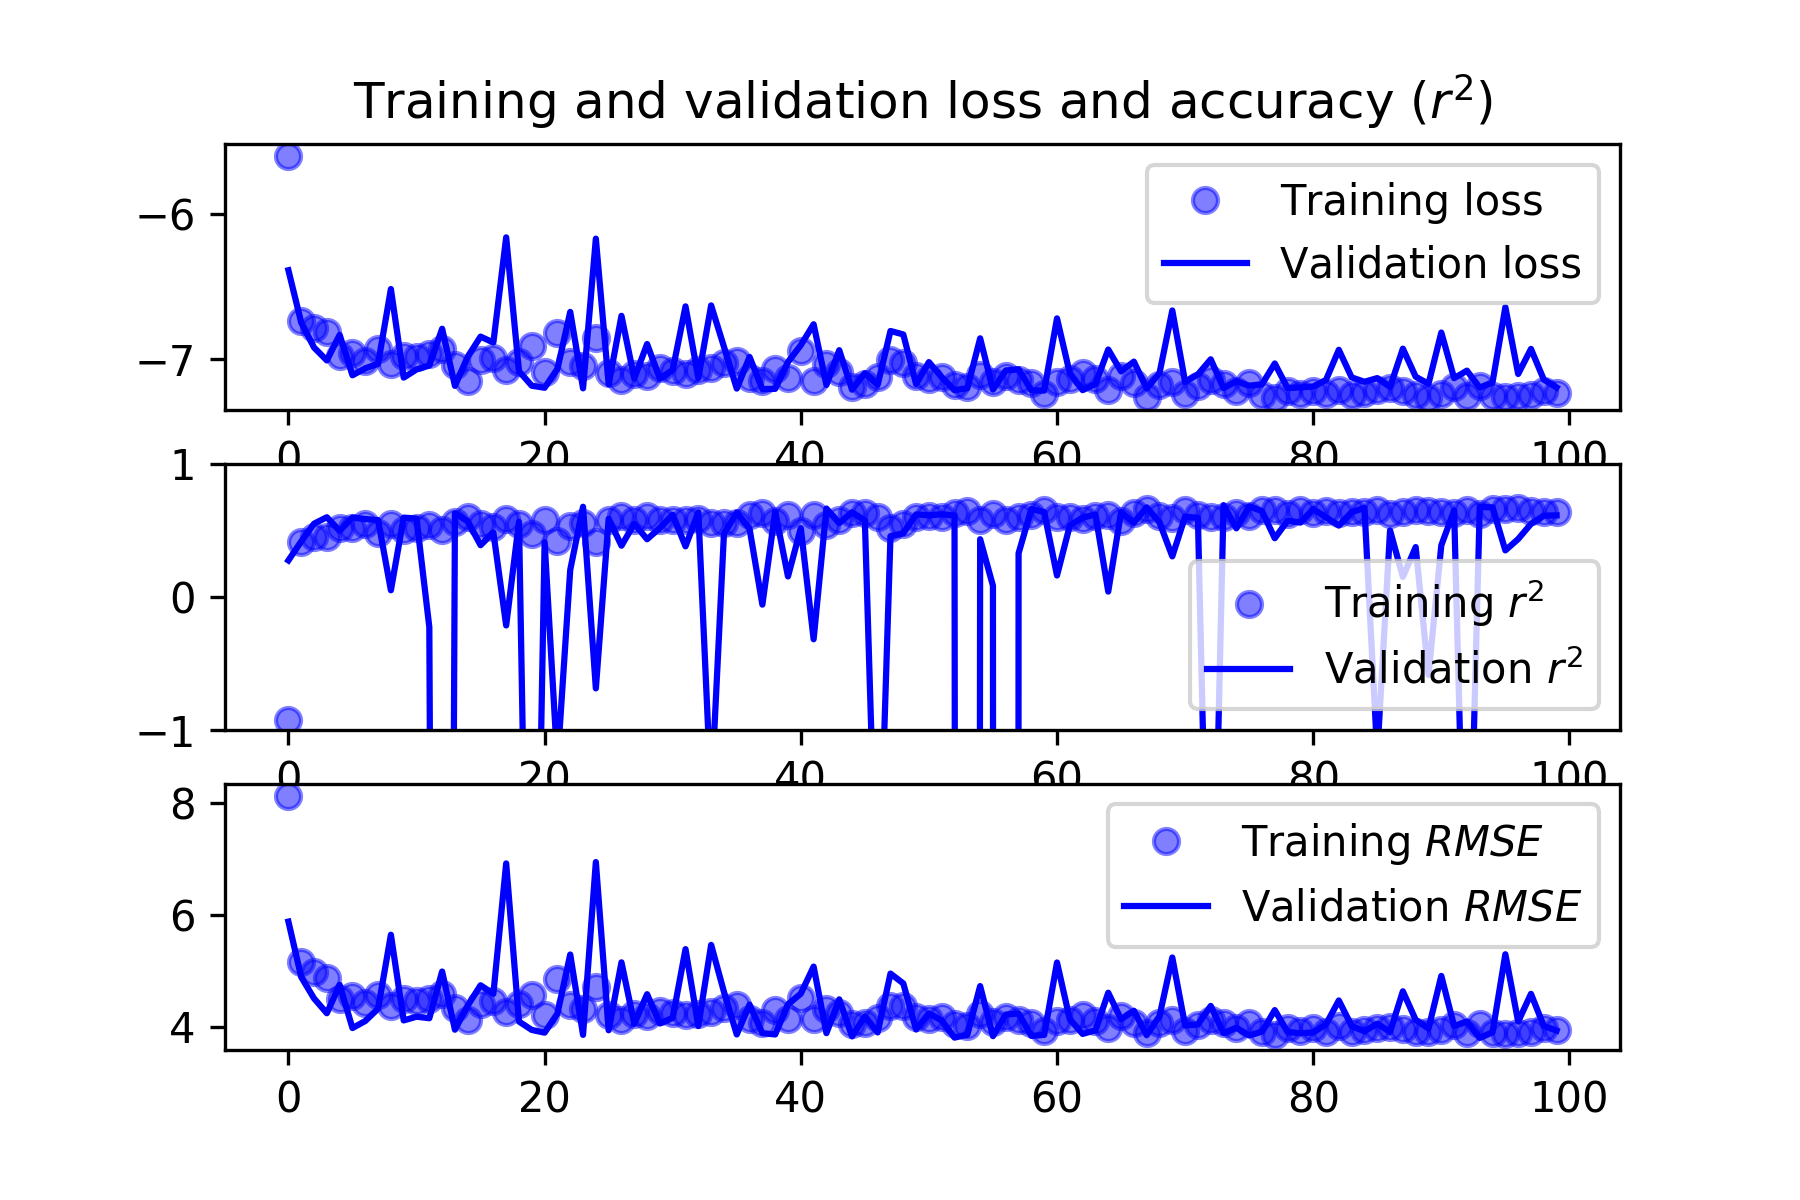 Training and validation loss and accuracy (r²)
−6
−7
Training loss
Validation loss
0 20 40 60 80 100
1
0
−1
Training r²
Validation r²
0 20 40 60 80 100
8
6
4
Training RMSE
Validation RMSE
0 20 40 60 80 100